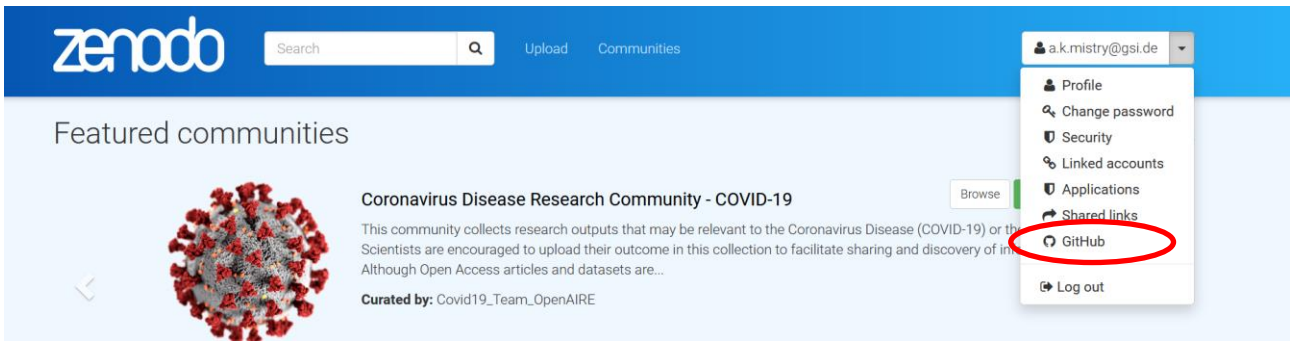 zenodo
Search
Upload
Communities
a.k.mistry@gsi.de
Profile
Change password
Security
Linked accounts
Applications
Shared links
GitHub
Log out
Featured communities
Coronavirus Disease Research Community - COVID-19
Browse
This community collects research outputs that may be relevant to the Coronavirus Disease (COVID-19) or
Scientists are encouraged to upload their outcome in this collection to facilitate sharing and discovery of
Although Open Access articles and datasets are...
Curated by: Covid19_Team_OpenAIRE